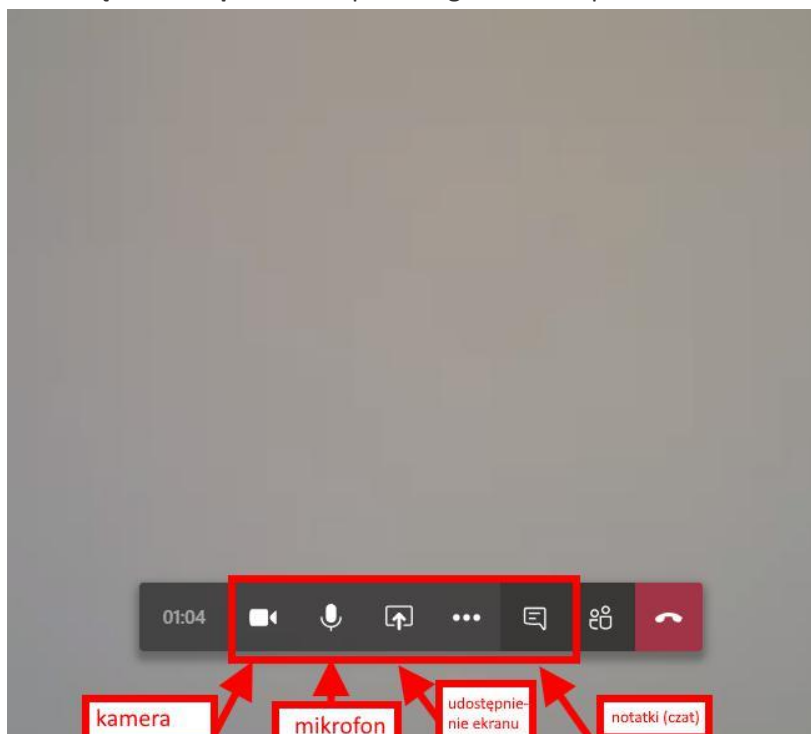 01:04
kamera
mikrofon
udostępnie-
nie ekranu
notatki (czat)